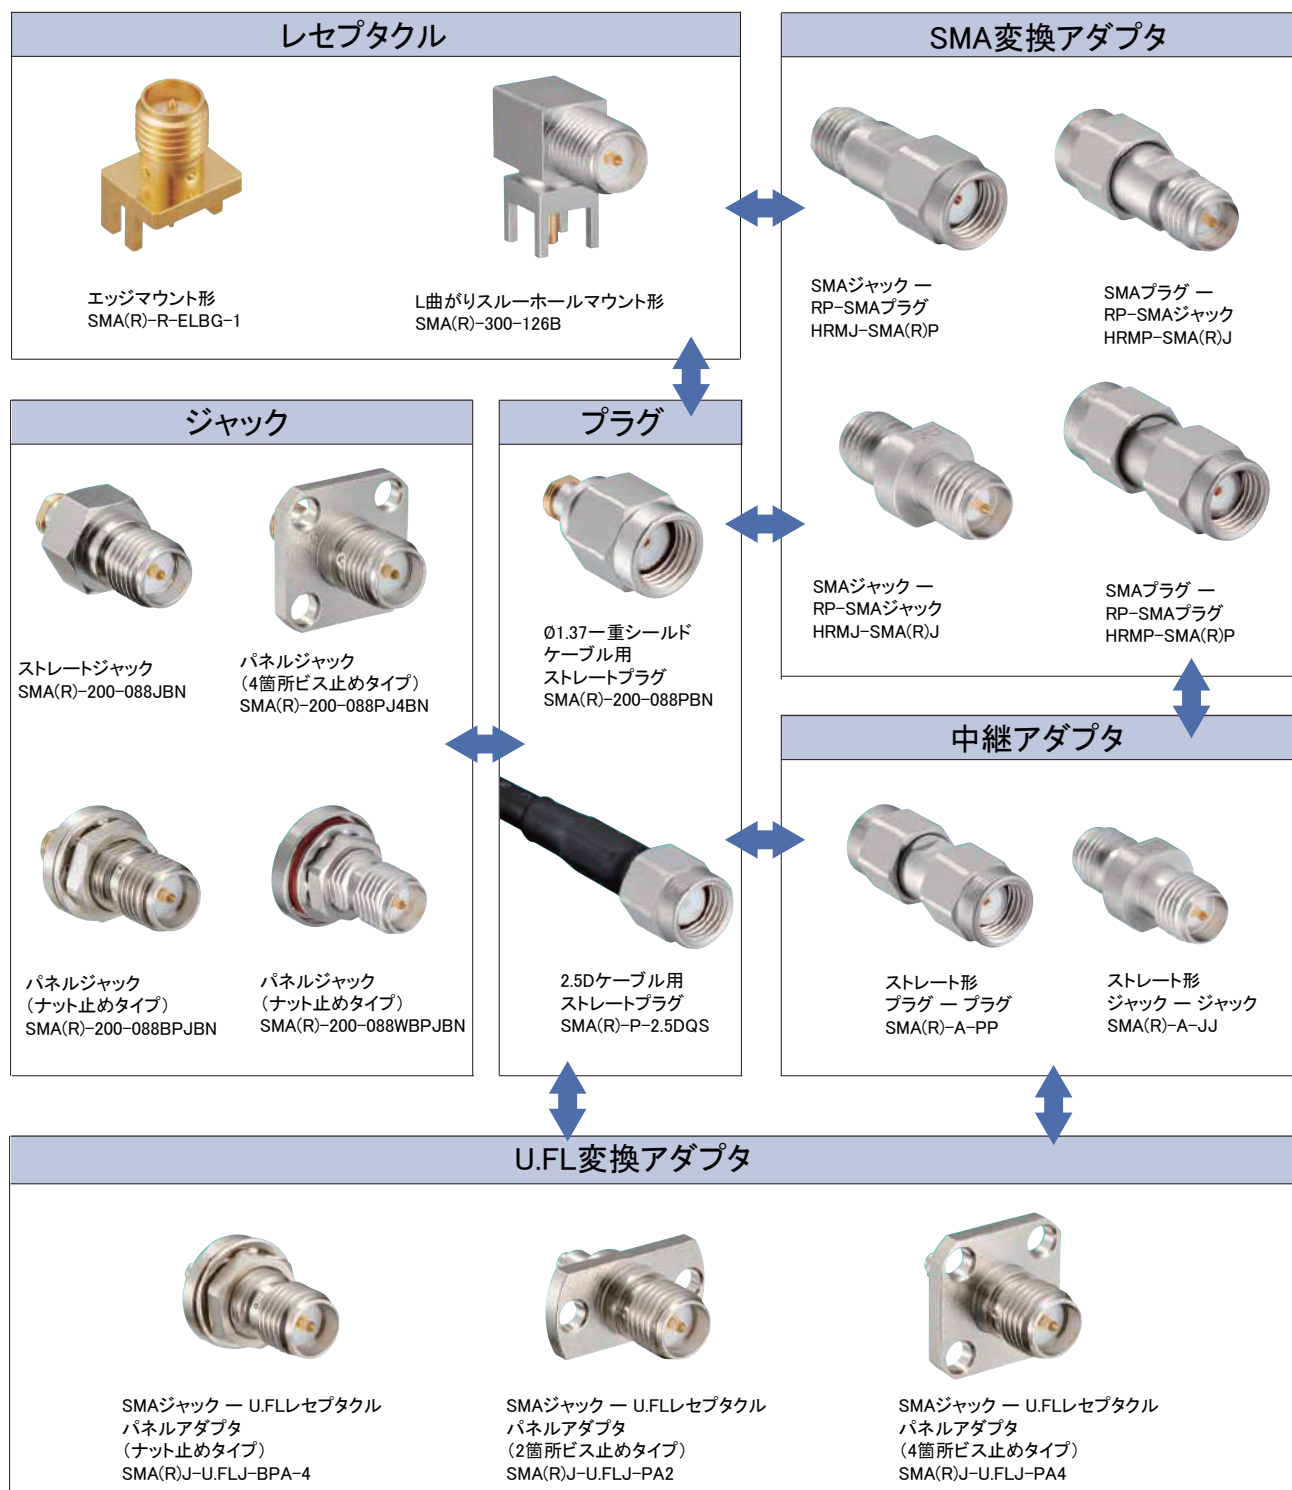 レセプタクル
エッジマウント形
SMA(R)-R-ELBG-1
L曲がりスルーホールマウント形
SMA(R)-300-126B
SMA変換アダプタ
SMAジャック ー
RP-SMAプラグ
HRMJ-SMA(R)P
SMAプラグ ー
RP-SMAジャック
HRMP-SMA(R)J
SMAジャック ー
RP-SMAジャック
HRMJ-SMA(R)J
SMAプラグ ー
RP-SMAプラグ
HRMP-SMA(R)P
ジャック
ストレートジャック
SMA(R)-200-088JBN
パネルジャック
（4箇所ビス止めタイプ）
SMA(R)-200-088PJ4BN
パネルジャック
（ナット止めタイプ）
SMA(R)-200-088BPJBN
パネルジャック
（ナット止めタイプ）
SMA(R)-200-088WBPJBN
プラグ
Ø1.37一重シールド
ケーブル用
ストレートプラグ
SMA(R)-200-088PBN
2.5Dケーブル用
ストレートプラグ
SMA(R)-P-2.5DQS
中継アダプタ
ストレート形
プラグ ー プラグ
SMA(R)-A-PP
ストレート形
ジャック ー ジャック
SMA(R)-A-JJ
U.FL変換アダプタ
SMAジャック ー U.FLレセプタクル
パネルアダプタ
（ナット止めタイプ）
SMA(R)J-U.FLJ-BPA-4
SMAジャック ー U.FLレセプタクル
パネルアダプタ
（2箇所ビス止めタイプ）
SMA(R)J-U.FLJ-PA2
SMAジャック ー U.FLレセプタクル
パネルアダプタ
（4箇所ビス止めタイプ）
SMA(R)J-U.FLJ-PA4